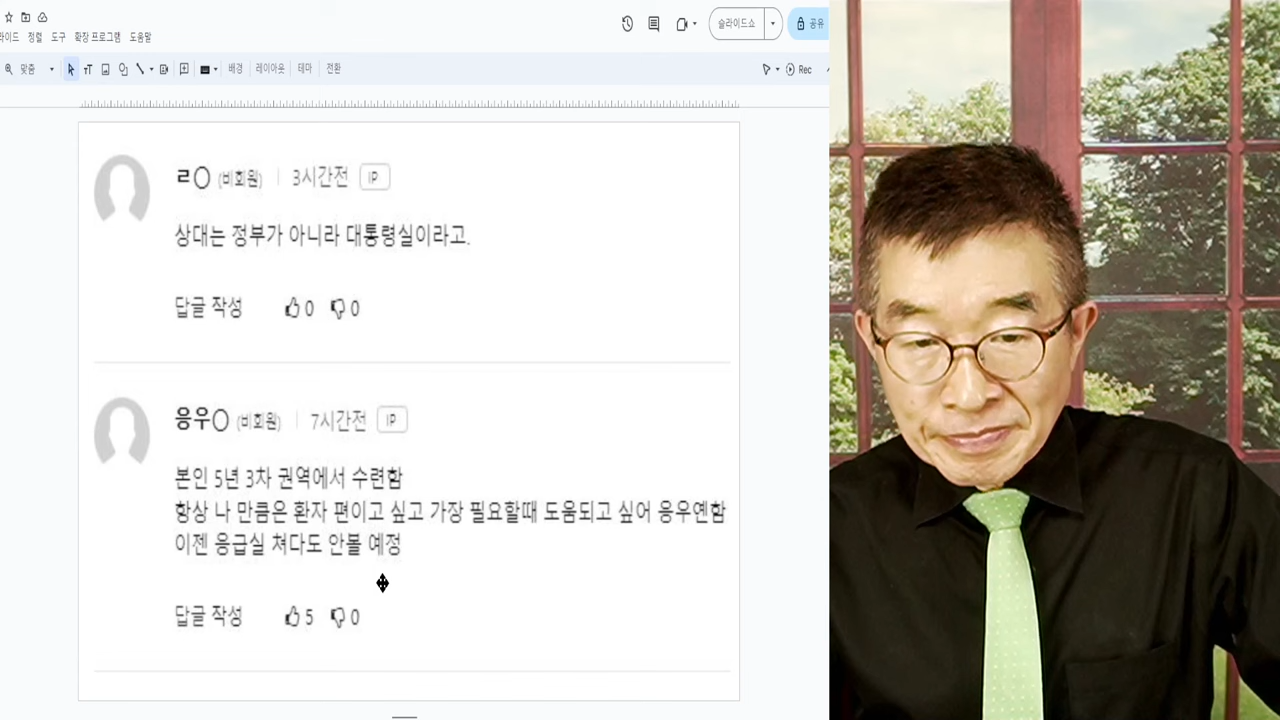 라이드 정렬 도구 확장 프로그램 도움말
슬라이드쇼
공유
맞춤
배경 레이아웃 테마 전환
Rec
ㄹ○ (비회원) 3시간전 IP
상대는 정부가 아니라 대통령실이라고.
답글 작성 0 0
응우○ (비회원) 7시간전 IP
본인 5년 3차 권역에서 수련함
항상 나 만큼은 환자 편이고 싶고 가장 필요할때 도움되고 싶어 응우연함
이젠 응급실 쳐다도 안볼 예정
답글 작성 5 0